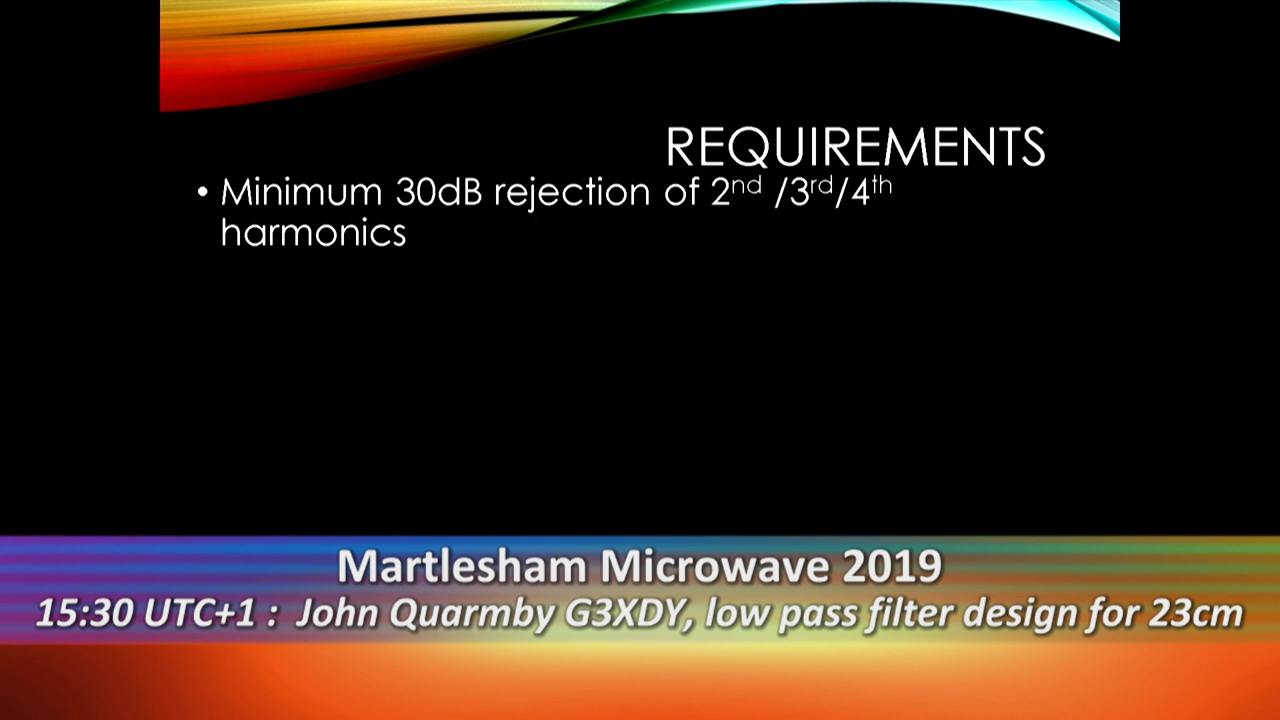 REQUIREMENTS
• Minimum 30dB rejection of 2nd /3rd/4th
harmonics
Martlesham Microwave 2019
15:30 UTC+1 : John Quarmby G3XDY, low pass filter design for 23cm